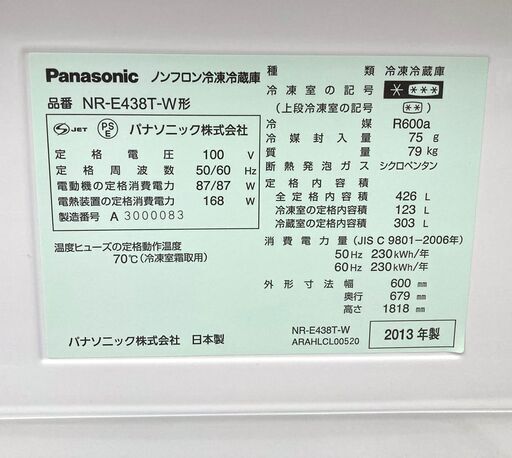 Panasonic ノンフロン冷凍冷蔵庫
品番 NR-E438T-W形
S JET PS E パナソニック株式会社
定格電圧 100 V
定格周波数 50/60 Hz
電動機の定格消費電力 87/87 W
電熱装置の定格消費電力 168 W
製造番号 A 3000083
温度ヒューズの定格動作温度
70℃(冷凍室霜取用)
パナソニック株式会社 日本製
種類 冷凍冷蔵庫
冷凍室の記号 * ***
(上段冷凍室の記号 **)
冷媒 R600a
冷媒封入量 75 g
質量 79 kg
断熱発泡ガス シクロペンタン
定格内容積
全定格内容積 426 L
冷凍室の定格内容積 123 L
冷蔵室の定格内容積 303 L
消費電力量(JIS C 9801-2006年)
50Hz 230kWh/年
60Hz 230kWh/年
外形寸法 幅 600 mm
奥行 679 mm
高さ 1818 mm
NR-E438T-W
ARAHLCL00520
2013年製